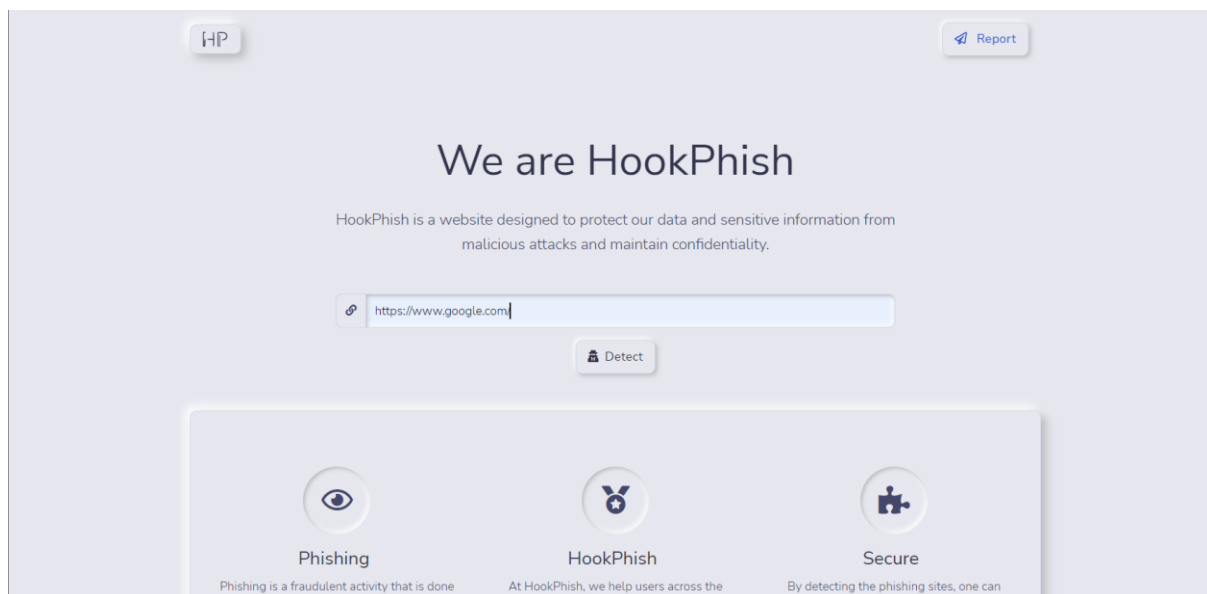 HP
Report
We are HookPhish
HookPhish is a website designed to protect our data and sensitive information from
malicious attacks and maintain confidentiality.
https://www.google.com/
Detect
Phishing
HookPhish
Secure
Phishing is a fraudulent activity that is done
At HookPhish, we help users across the
By detecting the phishing sites, one can